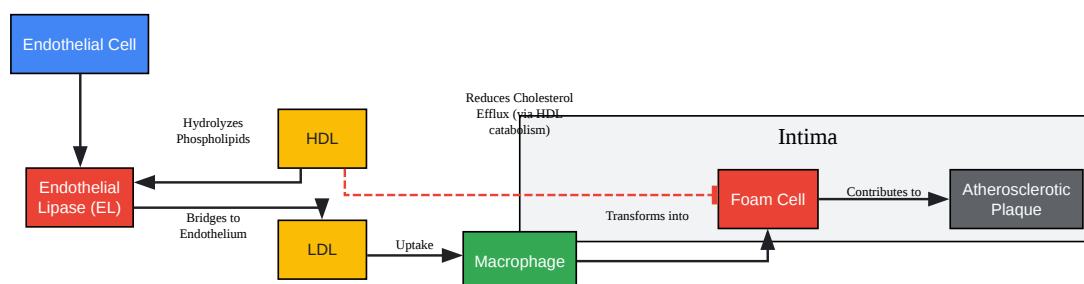 Endothelial Cell
Reduces Cholesterol
Efflux (via HDL
catabolism)
Hydrolyzes
Phospholipids
HDL
Intima
Endothelial
Lipase (EL)
Foam Cell
Contributes to
Atherosclerotic
Plaque
Bridges to
Endothelium
Transforms into
LDL
Uptake
Macrophage